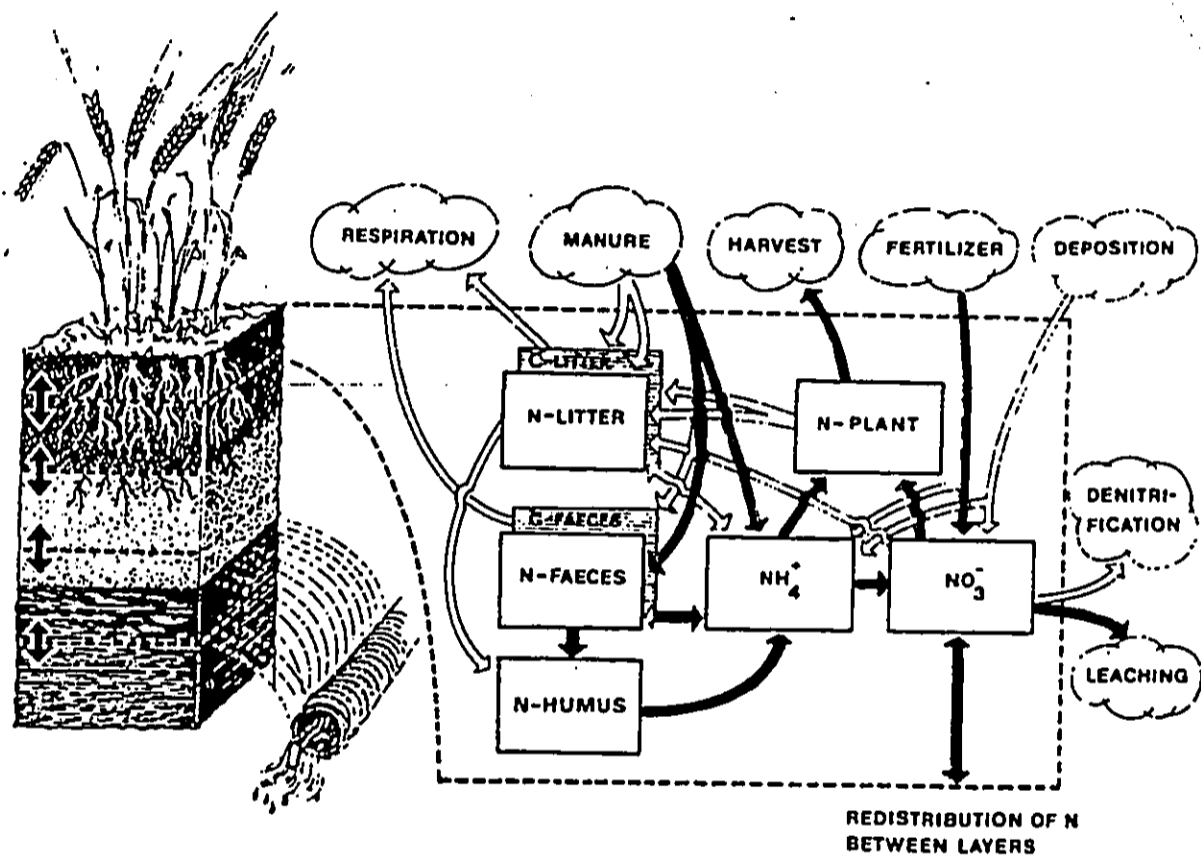 RESPIRATION
MANURE
HARVEST
FERTILIZER
DEPOSITION
C-LITTER
N-LITTER
N-PLANT
DENITRI-
FICATION
C-FAECES
N-FAECES
NH₄⁺
NO₃⁻
LEACHING
N-HUMUS
REDISTRIBUTION OF N
BETWEEN LAYERS